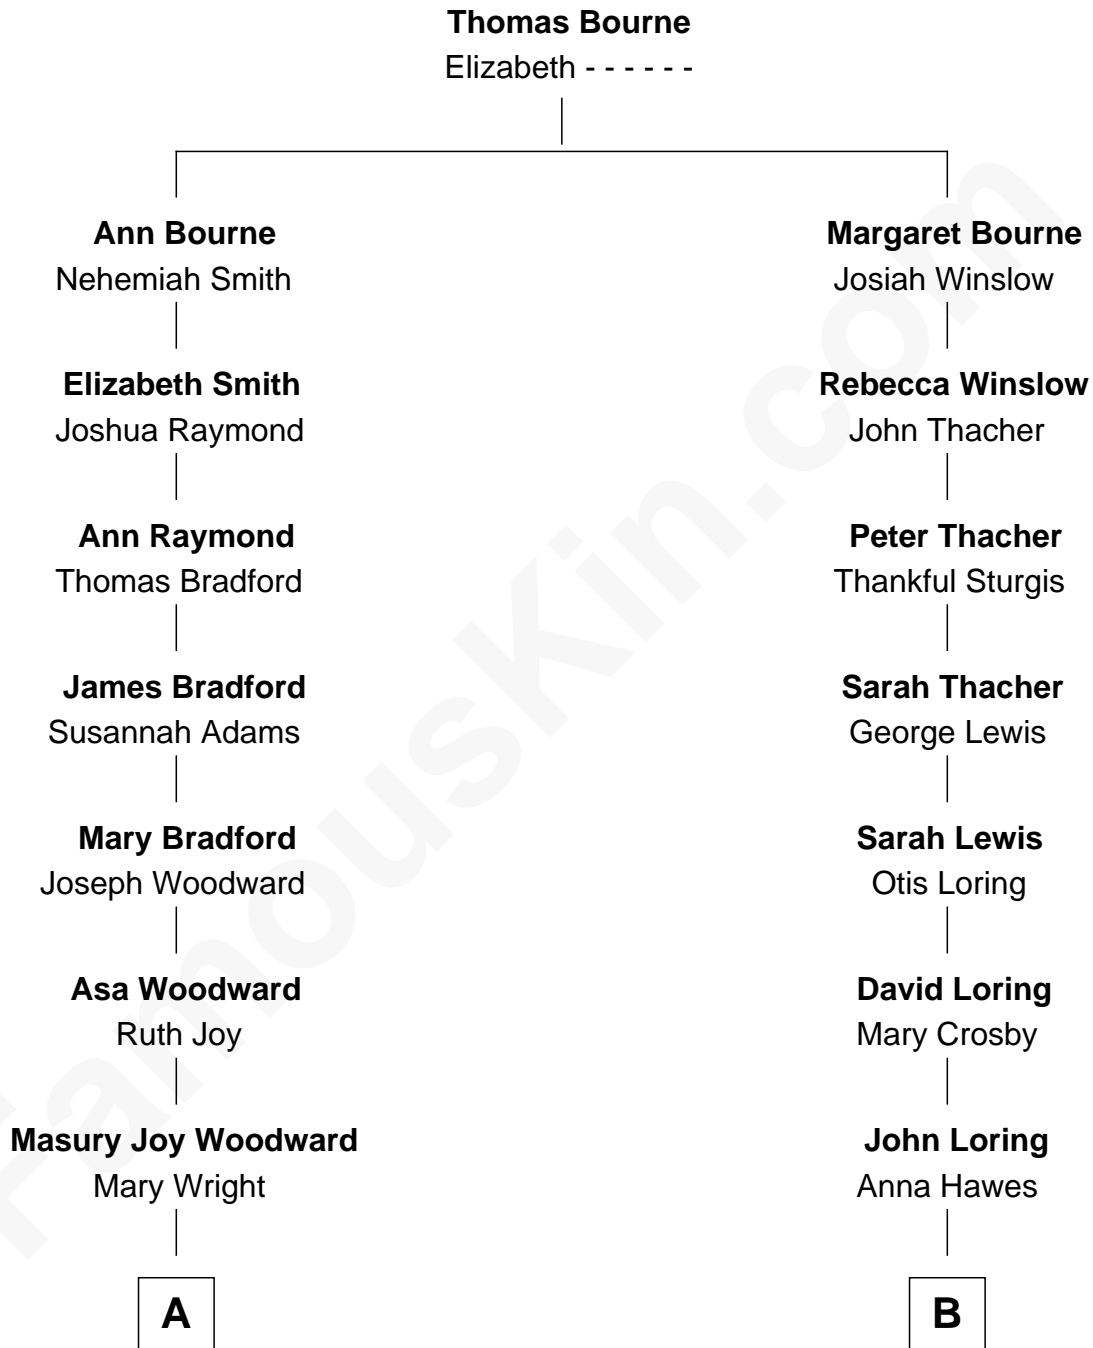 Thomas Bourne
Elizabeth - - - - - -
Ann Bourne
Nehemiah Smith
Margaret Bourne
Josiah Winslow
Elizabeth Smith
Joshua Raymond
Rebecca Winslow
John Thacher
Ann Raymond
Thomas Bradford
Peter Thacher
Thankful Sturgis
James Bradford
Susannah Adams
Sarah Thacher
George Lewis
Mary Bradford
Joseph Woodward
Sarah Lewis
Otis Loring
Asa Woodward
Ruth Joy
David Loring
Mary Crosby
Masury Joy Woodward
Mary Wright
John Loring
Anna Hawes
A
B
FamousKin.com